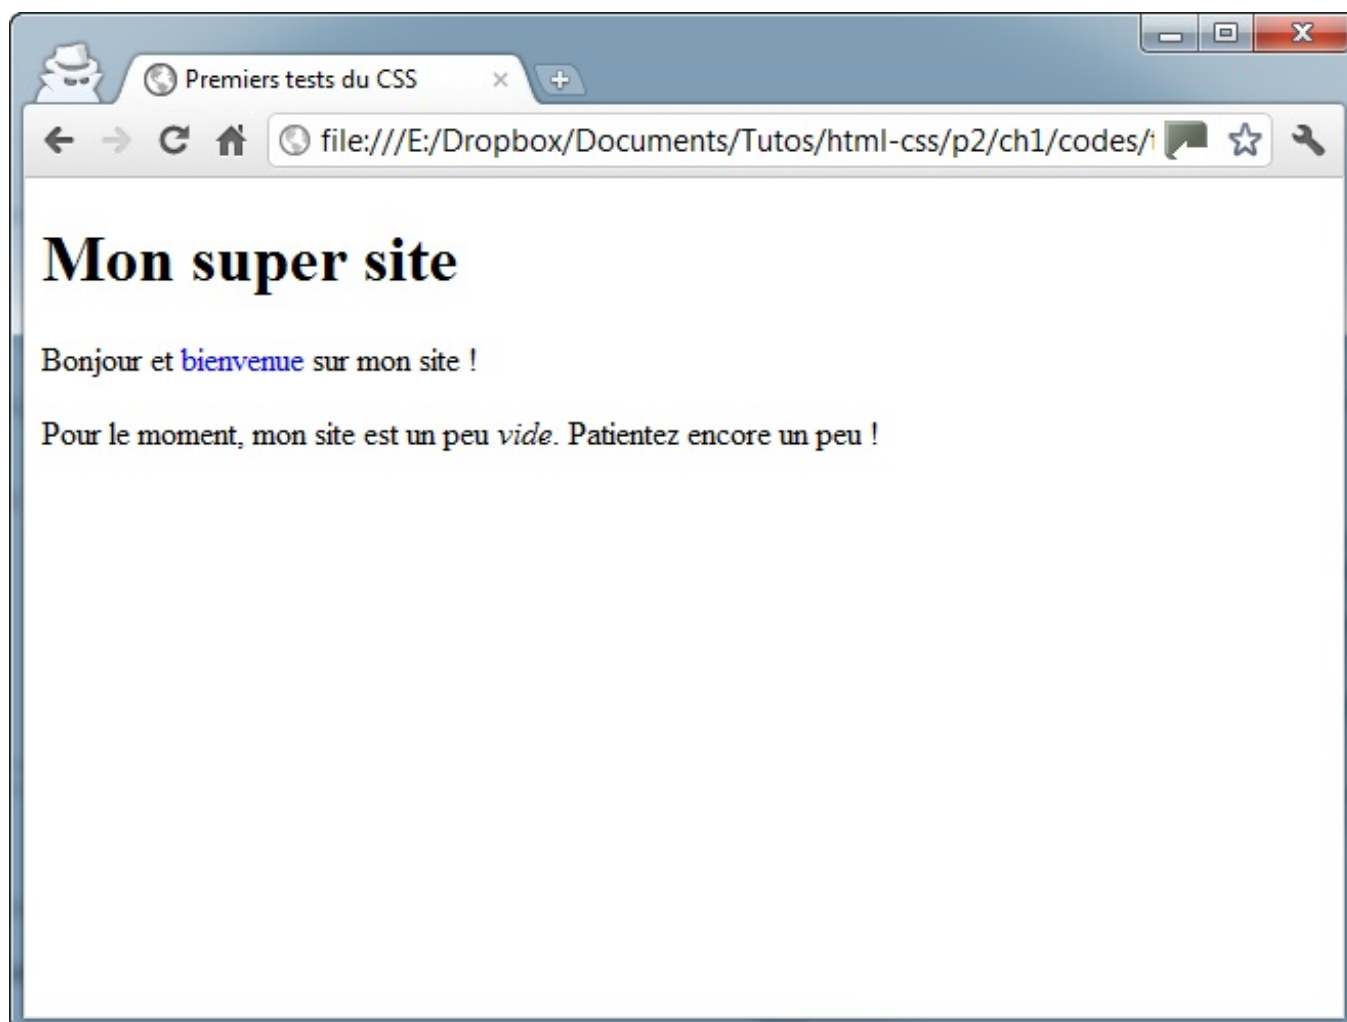 Premiers tests du CSS
file:///E:/Dropbox/Documents/Tutos/html-css/p2/ch1/codes/
Mon super site
Bonjour et bienvenue sur mon site !
Pour le moment, mon site est un peu vide. Patientez encore un peu !